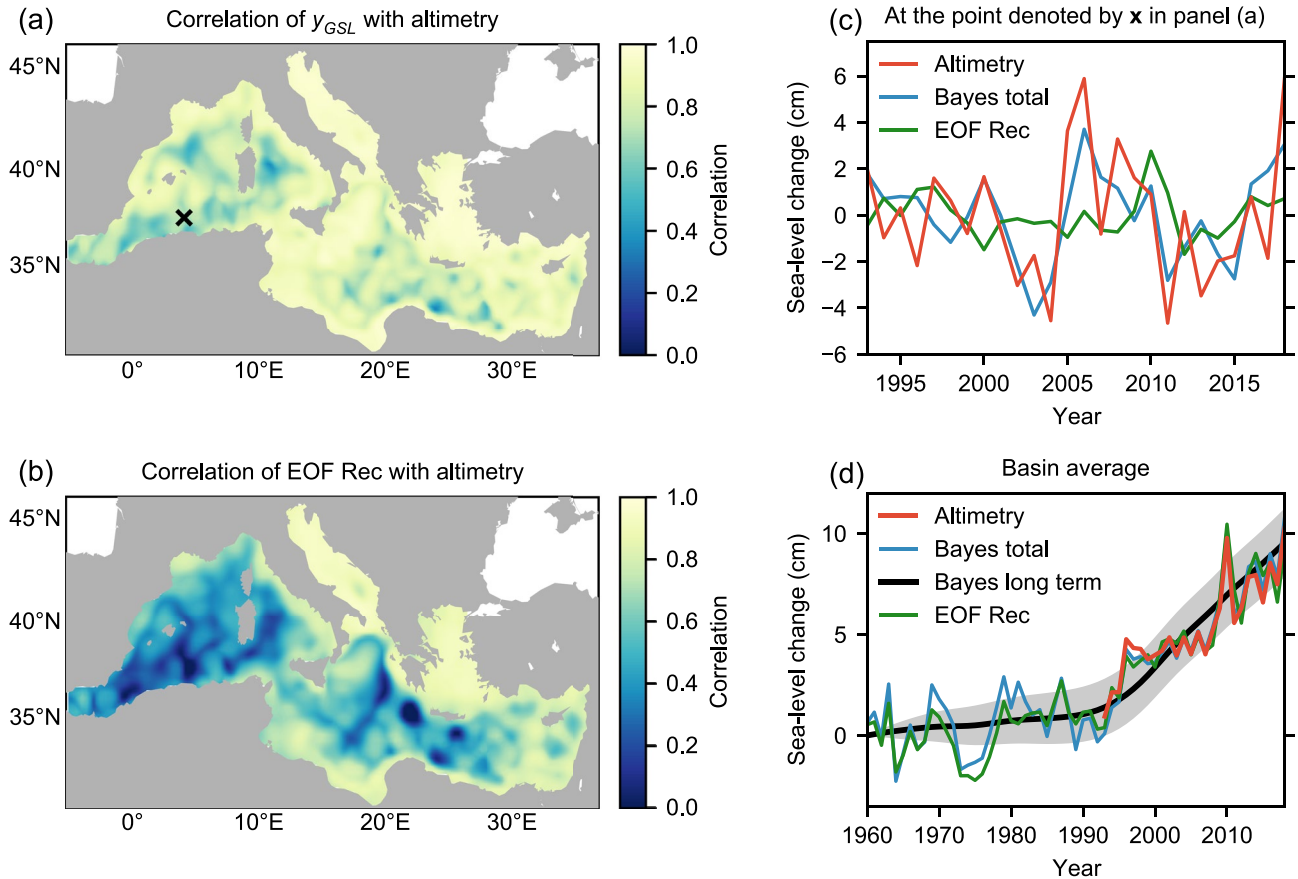 (a)
Correlation of y_GSL with altimetry
45°N
40°N
35°N
0°
10°E
20°E
30°E
1.0
0.8
0.6
0.4
0.2
0.0
Correlation
(c)
At the point denoted by x in panel (a)
Altimetry
Bayes total
EOF Rec
6
4
2
0
−2
−4
−6
Sea-level change (cm)
1995
2000
2005
2010
2015
Year
(b)
Correlation of EOF Rec with altimetry
45°N
40°N
35°N
0°
10°E
20°E
30°E
1.0
0.8
0.6
0.4
0.2
0.0
Correlation
(d)
Basin average
Altimetry
Bayes total
Bayes long term
EOF Rec
10
5
0
Sea-level change (cm)
1960
1970
1980
1990
2000
2010
Year